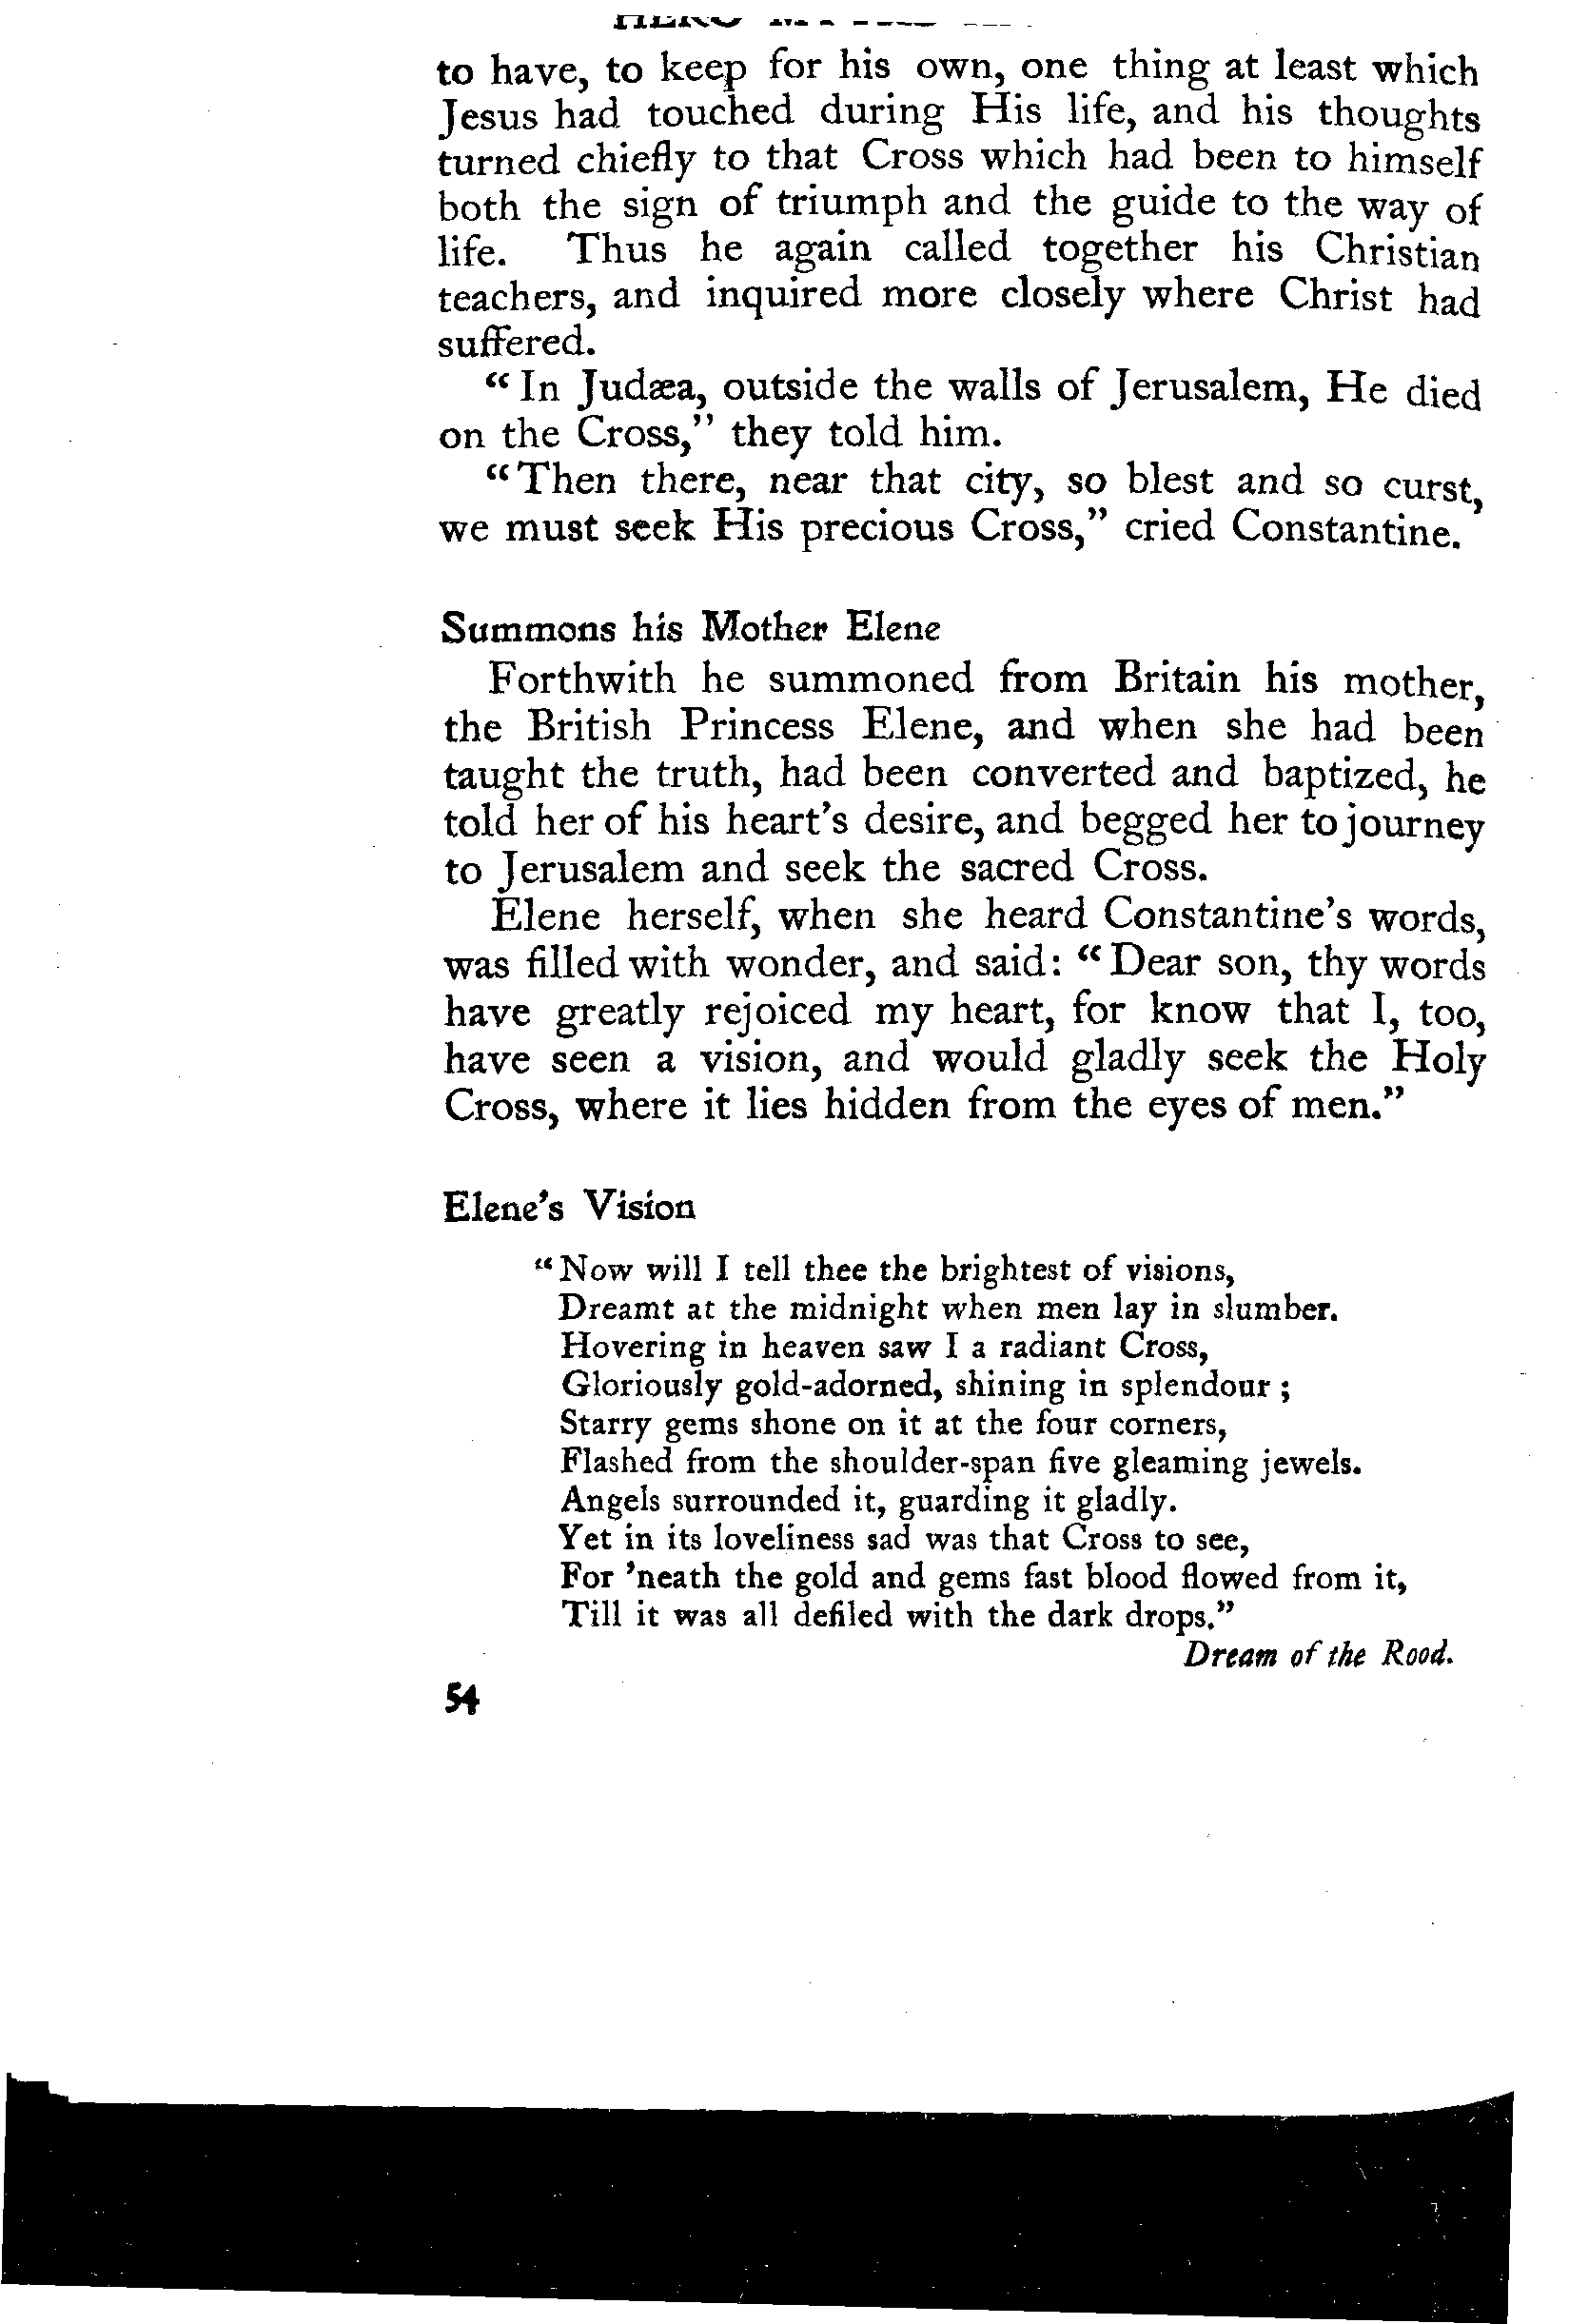 to have, to keep for his own, one thing at least which
Jesus had touched during His life, and his thoughts
turned chiefly to that Cross which had been to himself
both the sign of triumph and the guide to the way of
life. Thus he again called together his Christian
teachers, and inquired more closely where Christ had
suffered.
“In Judæa, outside the walls of Jerusalem, He died
on the Cross,” they told him.
“Then there, near that city, so blest and so curst,
we must seek His precious Cross,” cried Constantine.
Summons his Mother Elene
Forthwith he summoned from Britain his mother,
the British Princess Elene, and when she had been
taught the truth, had been converted and baptized, he
told her of his heart's desire, and begged her to journey
to Jerusalem and seek the sacred Cross.
Elene herself, when she heard Constantine's words,
was filled with wonder, and said: “Dear son, thy words
have greatly rejoiced my heart, for know that I, too,
have seen a vision, and would gladly seek the Holy
Cross, where it lies hidden from the eyes of men.”
Elene's Vision
“Now will I tell thee the brightest of visions,
Dreamt at the midnight when men lay in slumber.
Hovering in heaven saw I a radiant Cross,
Gloriously gold-adorned, shining in splendour;
Starry gems shone on it at the four corners,
Flashed from the shoulder-span five gleaming jewels.
Angels surrounded it, guarding it gladly.
Yet in its loveliness sad was that Cross to see,
For 'neath the gold and gems fast blood flowed from it,
Till it was all defiled with the dark drops.”
Dream of the Rood.
54